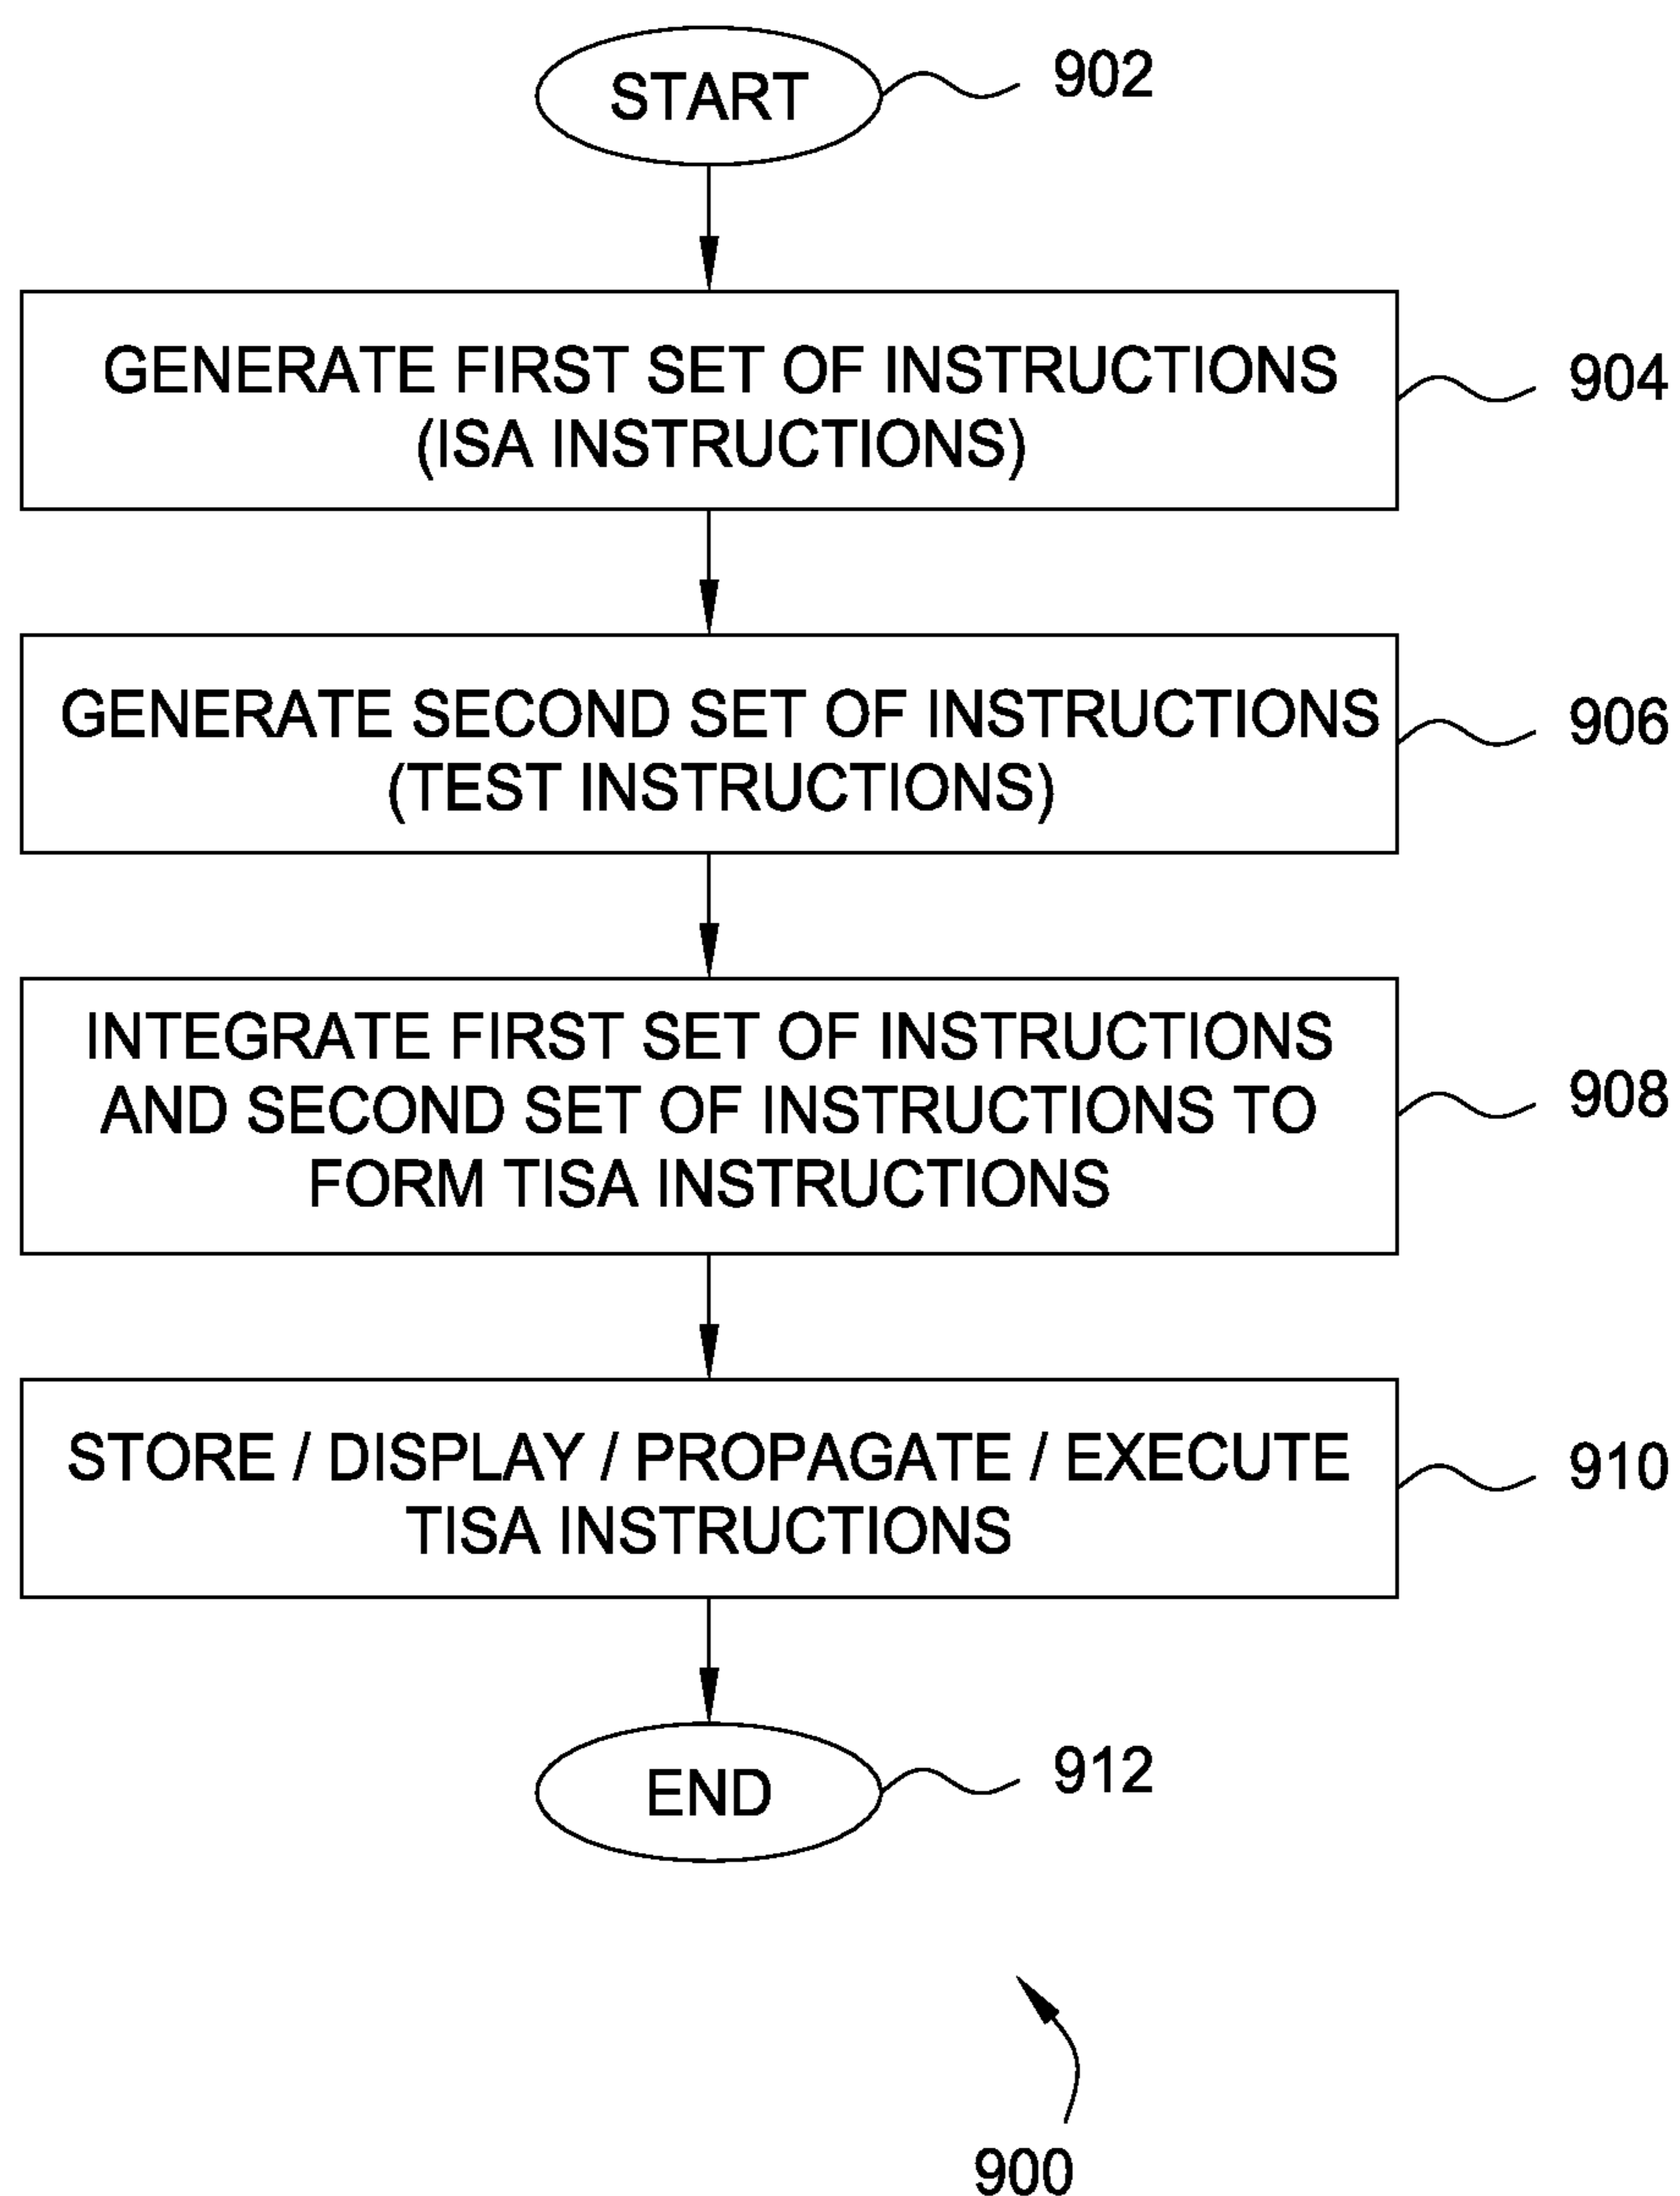 START
902
GENERATE FIRST SET OF INSTRUCTIONS
(ISA INSTRUCTIONS)
904
GENERATE SECOND SET OF INSTRUCTIONS
(TEST INSTRUCTIONS)
906
INTEGRATE FIRST SET OF INSTRUCTIONS
AND SECOND SET OF INSTRUCTIONS TO
FORM TISA INSTRUCTIONS
908
STORE / DISPLAY / PROPAGATE / EXECUTE
TISA INSTRUCTIONS
910
END
912
900